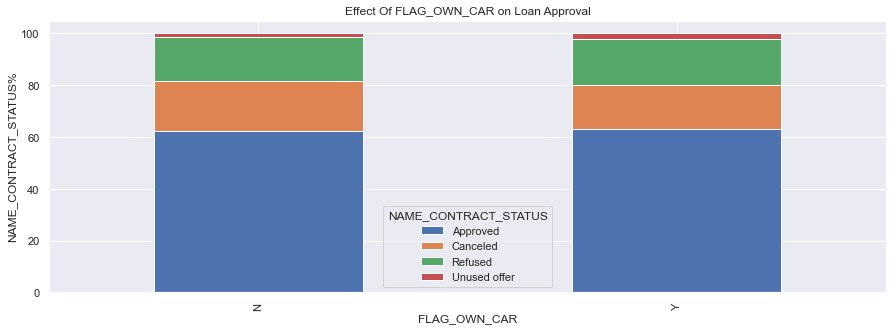 Effect Of FLAG_OWN_CAR on Loan Approval
NAME_CONTRACT_STATUS%
100
80
60
40
20
0
NAME_CONTRACT_STATUS
Approved
Canceled
Refused
Unused offer
N
Y
FLAG_OWN_CAR